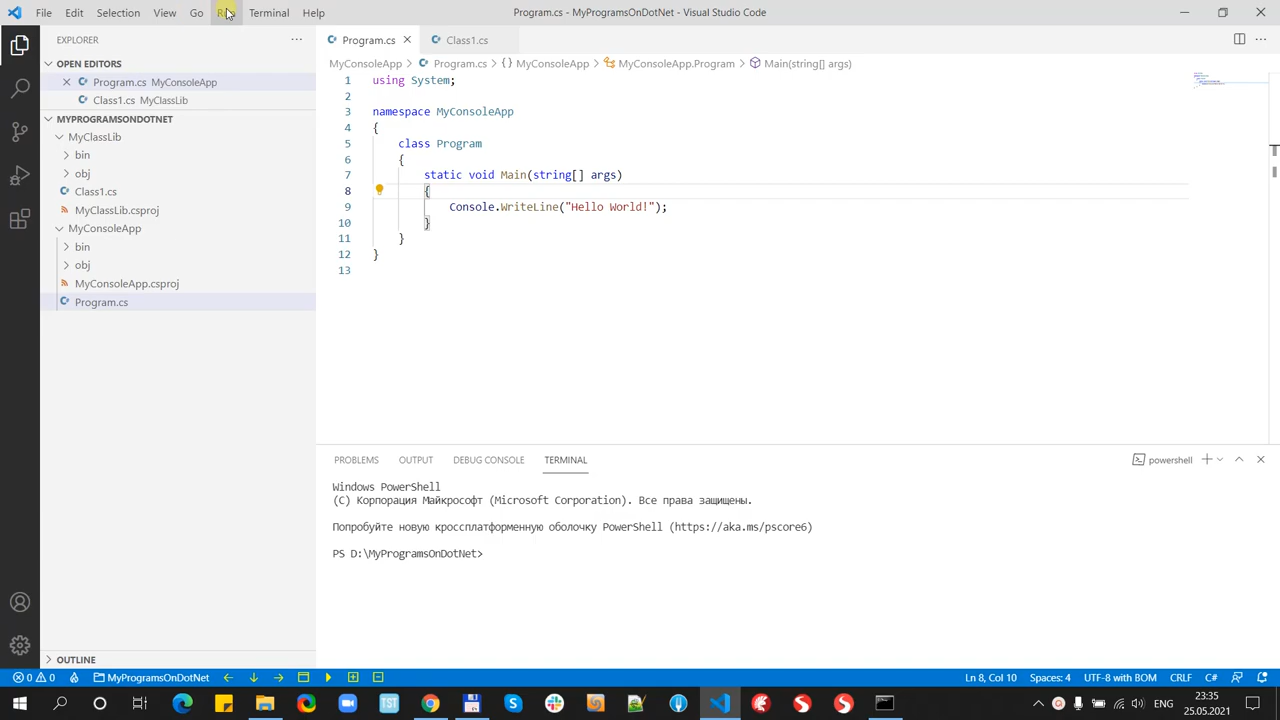 File Edit Selection View Go Terminal Help
Program.cs - MyProgramsOnDotNet - Visual Studio Code
EXPLORER
OPEN EDITORS
Program.cs MyConsoleApp
Class1.cs MyClassLib
MYPROGRAMSONDOTNET
MyClassLib
bin
obj
Class1.cs
MyClassLib.csproj
MyConsoleApp
bin
obj
MyConsoleApp.csproj
Program.cs
OUTLINE
Program.cs Class1.cs
MyConsoleApp > Program.cs > {} MyConsoleApp > MyConsoleApp.Program > Main(string[] args)
1 using System;
2
3 namespace MyConsoleApp
4 {
5 class Program
6 {
7 static void Main(string[] args)
8 {
9 Console.WriteLine("Hello World!");
10 }
11 }
12 }
13
PROBLEMS OUTPUT DEBUG CONSOLE TERMINAL
powershell
Windows PowerShell
(C) Корпорация Майкрософт (Microsoft Corporation). Все права защищены.
Попробуйте новую кроссплатформенную оболочку PowerShell (https://aka.ms/pscore6)
PS D:\MyProgramsOnDotNet>
0 0 MyProgramsOnDotNet
Ln 8, Col 10 Spaces: 4 UTF-8 with BOM CRLF C#
TST
ENG
23:35
25.05.2021